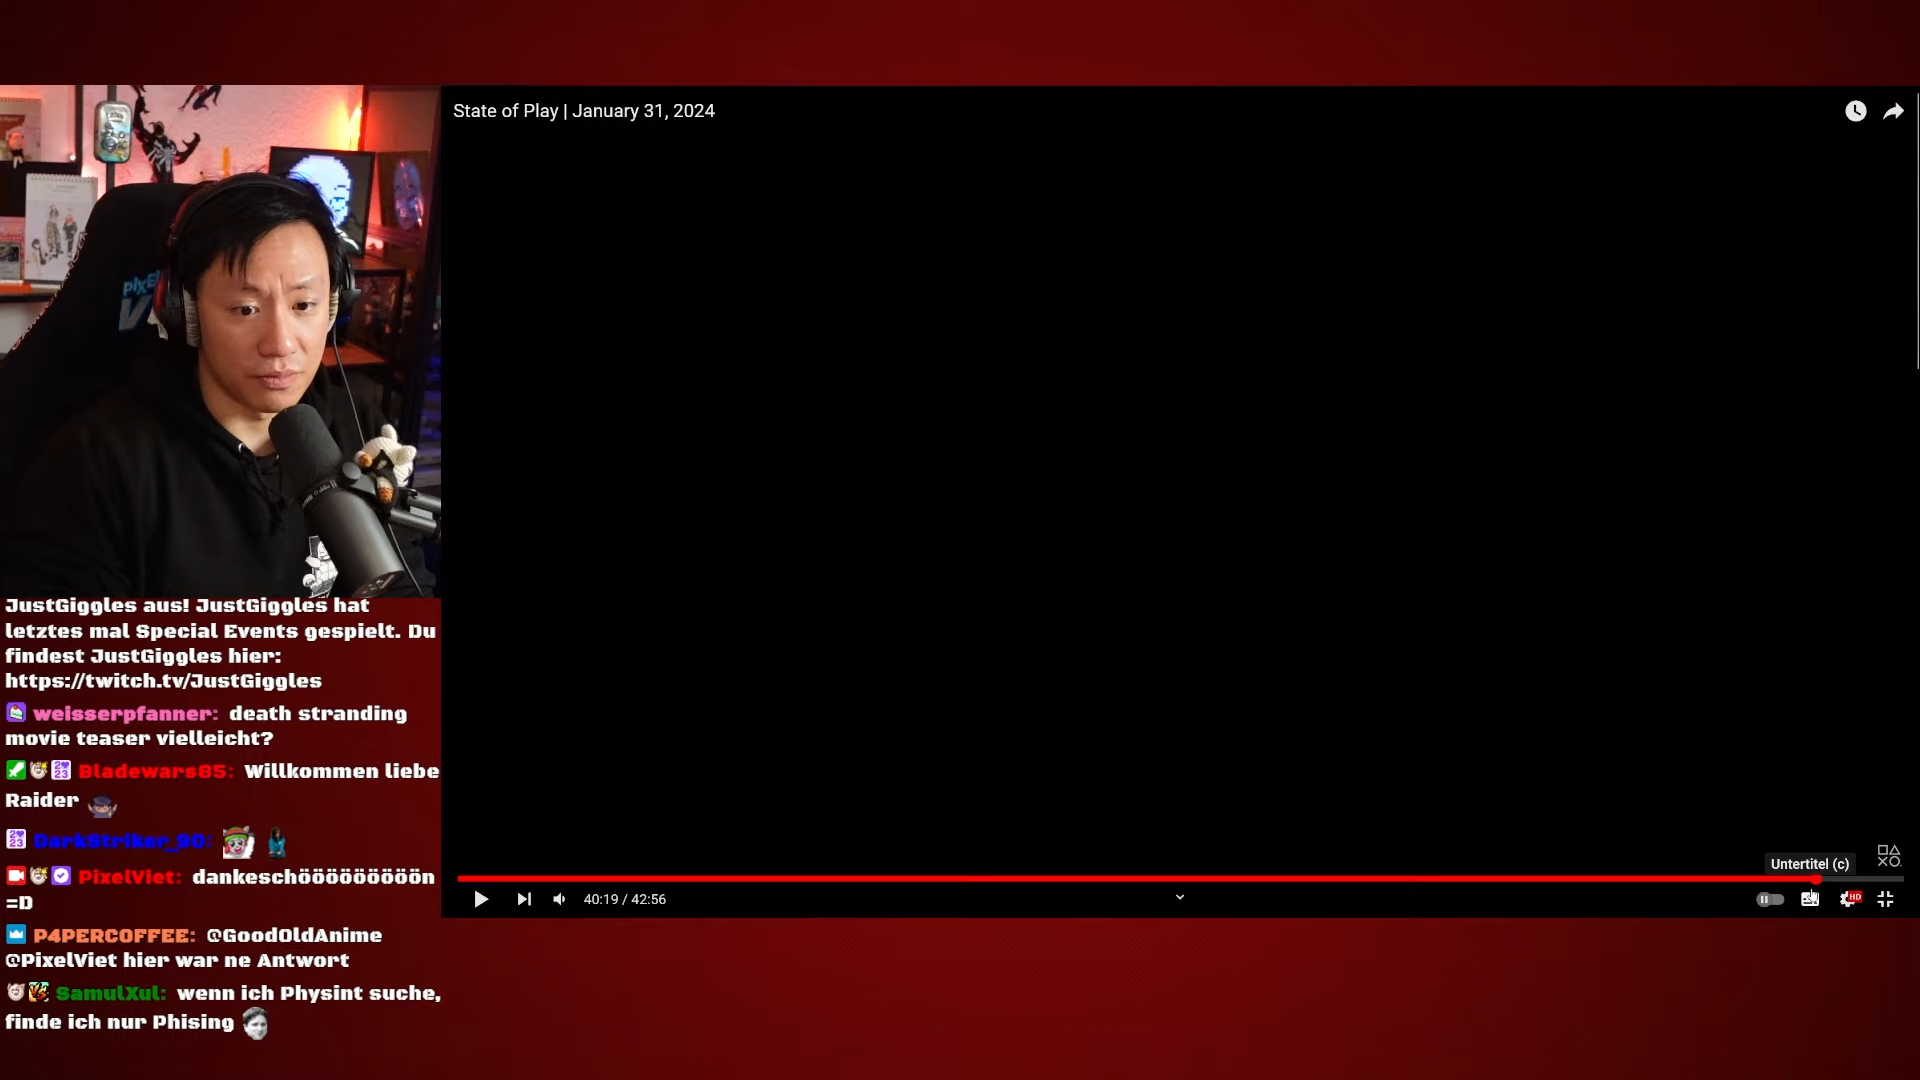 State of Play | January 31, 2024
JustGiggles aus! JustGiggles hat
letztes mal Special Events gespielt. Du
findest JustGiggles hier:
https://twitch.tv/JustGiggles
weisserpfanner: death stranding
movie teaser vielleicht?
Bladewars85: Willkommen liebe
Raider
DarkStriker_90:
PixelViet: dankeschöööööööööön
=D
P4PERCOFFEE: @GoodOldAnime
@PixelViet hier war ne Antwort
SamulXul: wenn ich Physint suche,
finde ich nur Phising
Untertitel (c)
40:19 / 42:56
HD